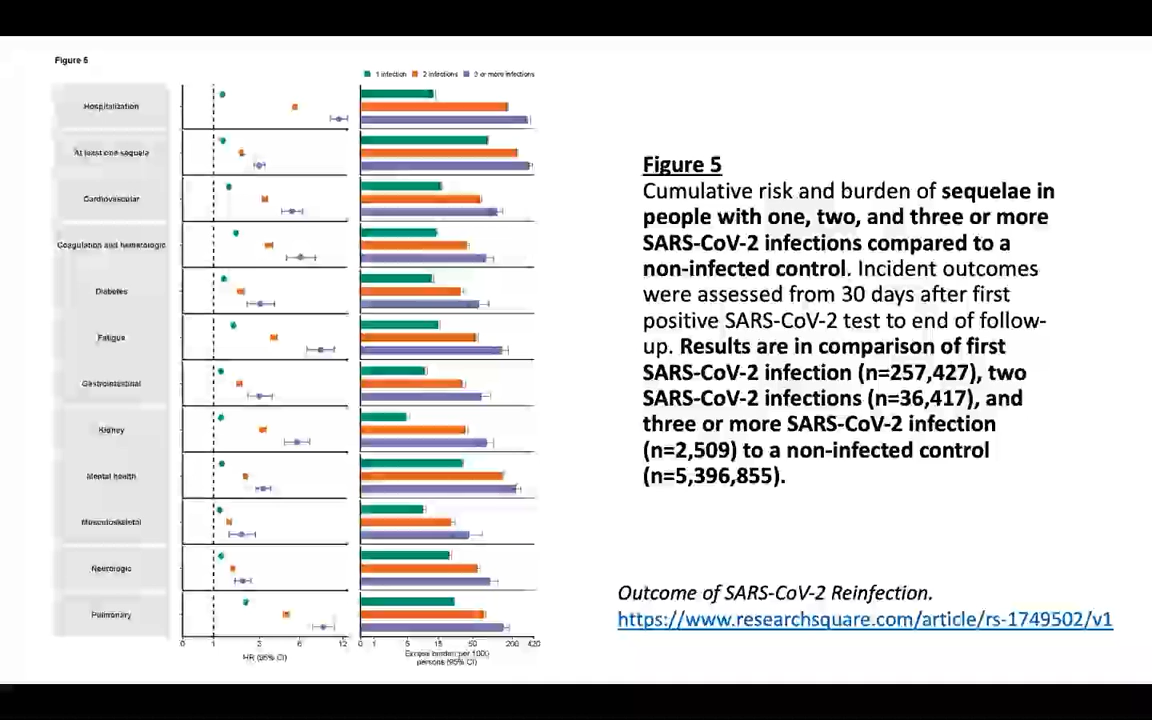 Figure 5
1 infection 2 infections 3 or more infections
Hospitalization
At least one sequela
Cardiovascular
Coagulation and hematologic
Diabetes
Fatigue
Gastrointestinal
Kidney
Mental health
Musculoskeletal
Neurologic
Pulmonary
0 1 3 6 12
HR (95% CI)
0 1 5 15 50 200 420
Excess burden per 1000
persons (95% CI)
Figure 5
Cumulative risk and burden of sequelae in
people with one, two, and three or more
SARS-CoV-2 infections compared to a
non-infected control. Incident outcomes
were assessed from 30 days after first
positive SARS-CoV-2 test to end of follow-
up. Results are in comparison of first
SARS-CoV-2 infection (n=257,427), two
SARS-CoV-2 infections (n=36,417), and
three or more SARS-CoV-2 infection
(n=2,509) to a non-infected control
(n=5,396,855).
Outcome of SARS-CoV-2 Reinfection.
https://www.researchsquare.com/article/rs-1749502/v1